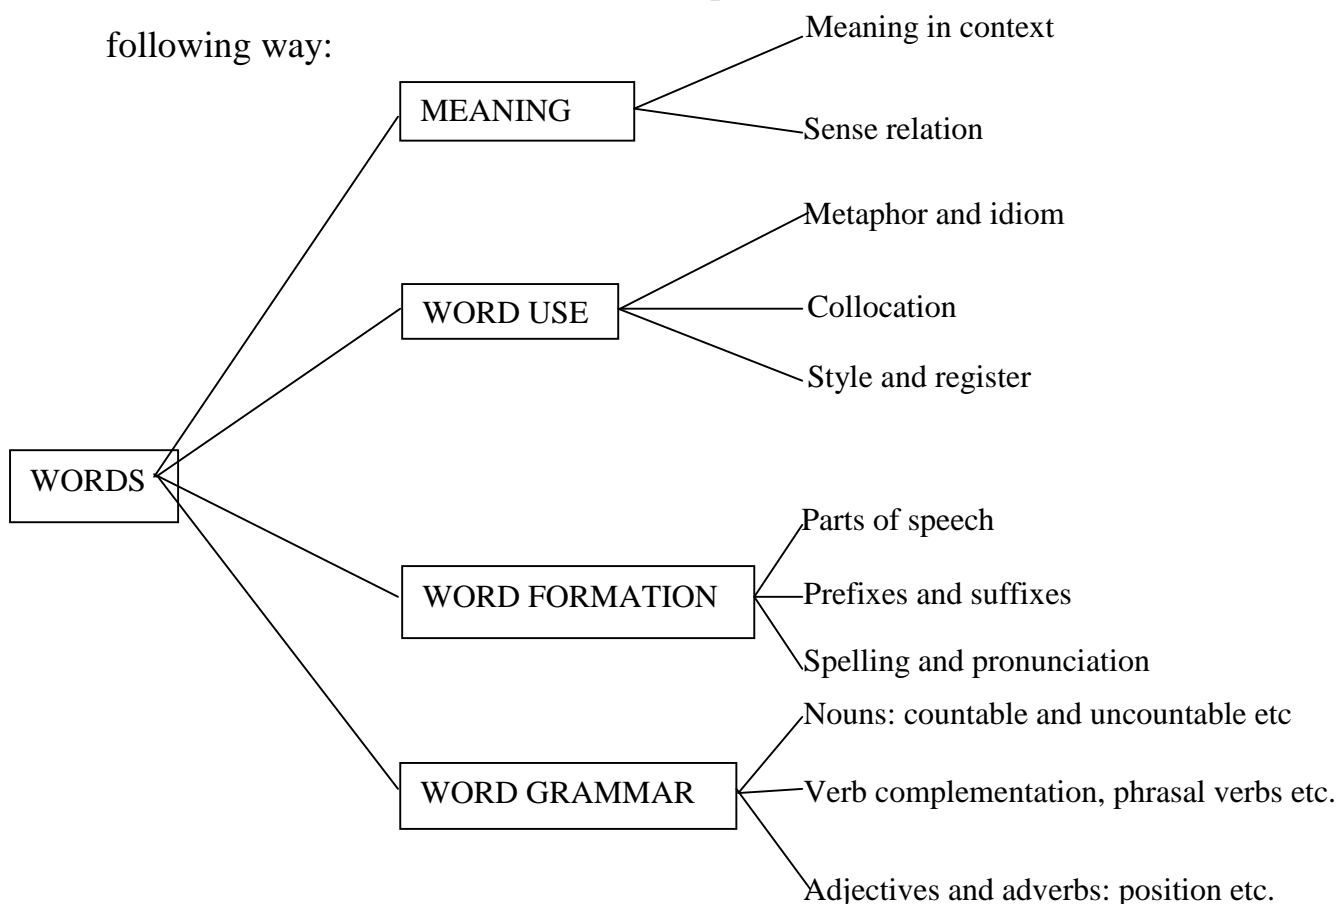 following way:
Meaning in context
MEANING
Sense relation
Metaphor and idiom
WORD USE
Collocation
Style and register
WORDS
Parts of speech
WORD FORMATION
Prefixes and suffixes
Spelling and pronunciation
Nouns: countable and uncountable etc
WORD GRAMMAR
Verb complementation, phrasal verbs etc.
Adjectives and adverbs: position etc.